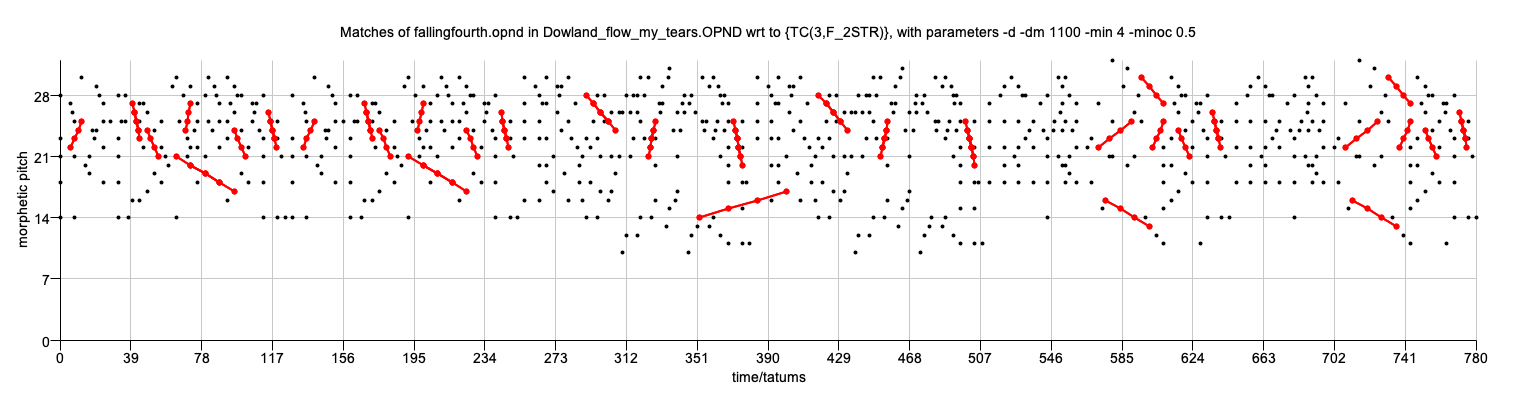 Matches of fallingfourth.opnd in Dowland_flow_my_tears.OPND wrt to {TC(3,F_2STR)}, with parameters -d -dm 1100 -min 4 -minoc 0.5
morphetic pitch
28
21
14
7
0
0 39 78 117 156 195 234 273 312 351 390 429 468 507 546 585 624 663 702 741 780
time/tatums